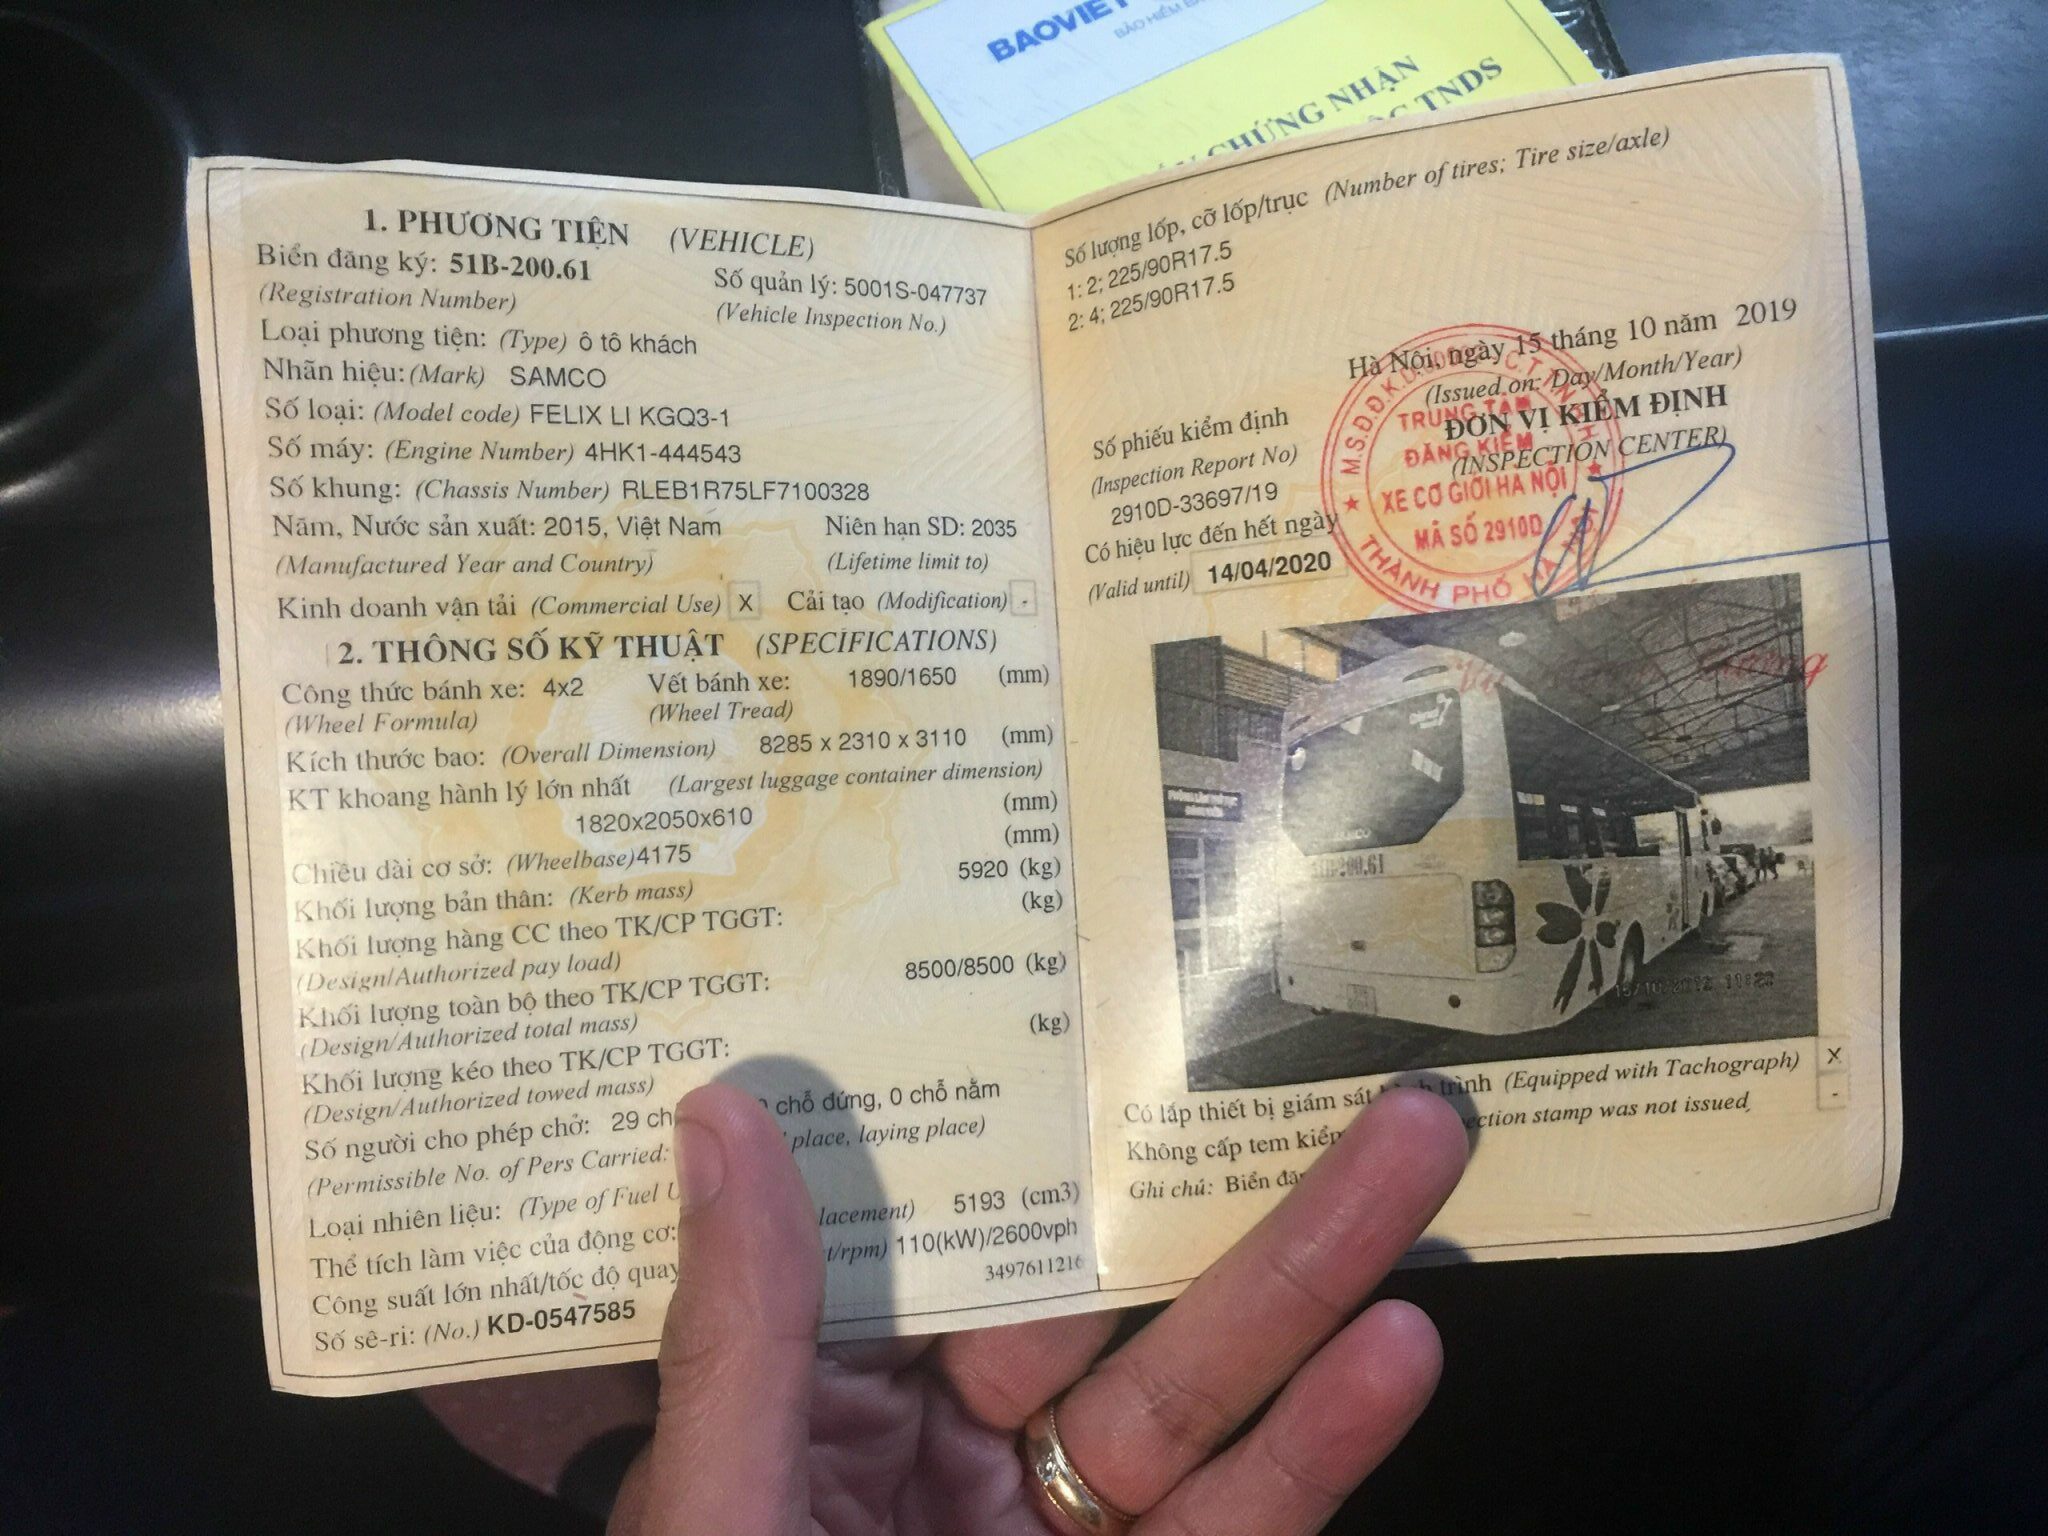 BAOVIET
BẢO HIỂM
CHỨNG NHẬN
TNDS
1. PHƯƠNG TIỆN (VEHICLE)
Biển đăng ký: 51B-200.61
(Registration Number)
Số quản lý: 5001S-047737
(Vehicle Inspection No.)
Loại phương tiện: (Type) ô tô khách
Nhãn hiệu: (Mark) SAMCO
Số loại: (Model code) FELIX LI KGQ3-1
Số máy: (Engine Number) 4HK1-444543
Số khung: (Chassis Number) RLEB1R75LF7100328
Năm, Nước sản xuất: 2015, Việt Nam Niên hạn SD: 2035
(Manufactured Year and Country) (Lifetime limit to)
Kinh doanh vận tải (Commercial Use) X Cải tạo (Modification) -
2. THÔNG SỐ KỸ THUẬT (SPECIFICATIONS)
Công thức bánh xe: 4x2 Vết bánh xe: 1890/1650 (mm)
(Wheel Formula) (Wheel Tread)
Kích thước bao: (Overall Dimension) 8285 x 2310 x 3110 (mm)
KT khoang hành lý lớn nhất (Largest luggage container dimension)
1820x2050x610 (mm)
Chiều dài cơ sở: (Wheelbase) 4175 (mm)
Khối lượng bản thân: (Kerb mass) 5920 (kg)
Khối lượng hàng CC theo TK/CP TGGT: (kg)
(Design/Authorized pay load)
Khối lượng toàn bộ theo TK/CP TGGT: 8500/8500 (kg)
(Design/Authorized total mass)
Khối lượng kéo theo TK/CP TGGT: (kg)
(Design/Authorized towed mass)
Số người cho phép chở: 29 chỗ đứng, 0 chỗ nằm
(Permissible No. of Pers Carried: place, laying place)
Loại nhiên liệu: (Type of Fuel
Thể tích làm việc của động cơ: 5193 (cm3)
Công suất lớn nhất/tốc độ quay 110(kW)/2600vph
3497611216
Số sê-ri: (No.) KD-0547585
Số lượng lốp, cỡ lốp/trục (Number of tires; Tire size/axle)
1: 2; 225/90R17.5
2: 4; 225/90R17.5
Hà Nội, ngày 15 tháng 10 năm 2019
(Issued on: Day/Month/Year)
ĐƠN VỊ KIỂM ĐỊNH
(INSPECTION CENTER)
TRUNG TÂM
ĐĂNG KIỂM
XE CƠ GIỚI HÀ NỘI
MÃ SỐ 2910D
THÀNH PHỐ HÀ NỘI
Số phiếu kiểm định
(Inspection Report No)
2910D-33697/19
Có hiệu lực đến hết ngày
(Valid until) 14/04/2020
51B-200.61
Có lắp thiết bị giám sát hành trình (Equipped with Tachograph) X
Không cấp tem kiểm stamp was not issued -
Ghi chú: Biển